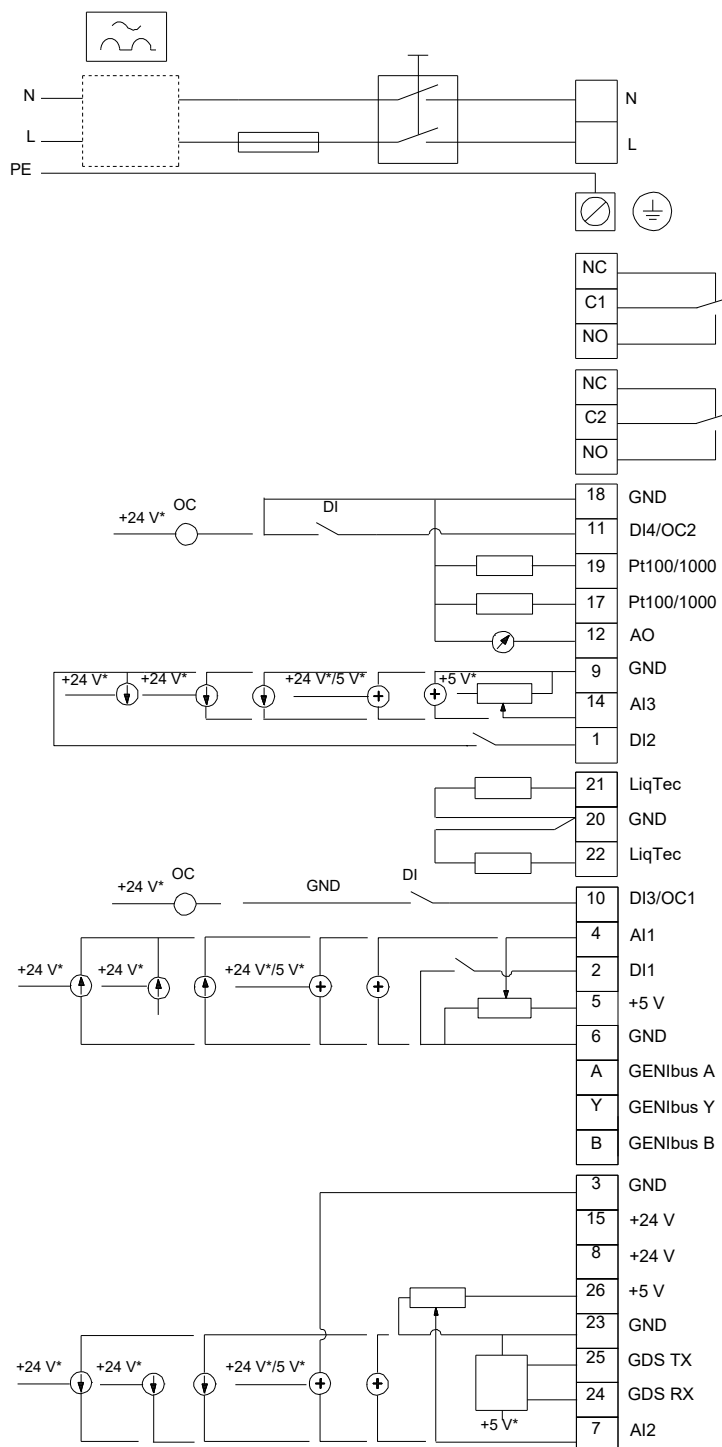 N N
L L
PE
NC
C1
NO
NC
C2
NO
18 GND
+24 V* OC DI 11 DI4/OC2
19 Pt100/1000
17 Pt100/1000
12 AO
9 GND
+24 V* +24 V* +24 V*/5 V* +5 V*
14 AI3
1 DI2
21 LiqTec
20 GND
22 LiqTec
+24 V* OC GND DI 10 DI3/OC1
4 AI1
+24 V* +24 V* +24 V*/5 V* 2 DI1
5 +5 V
6 GND
A GENIbus A
Y GENIbus Y
B GENIbus B
3 GND
15 +24 V
8 +24 V
26 +5 V
23 GND
+24 V* +24 V* +24 V*/5 V* 25 GDS TX
24 GDS RX
+5 V*
7 AI2